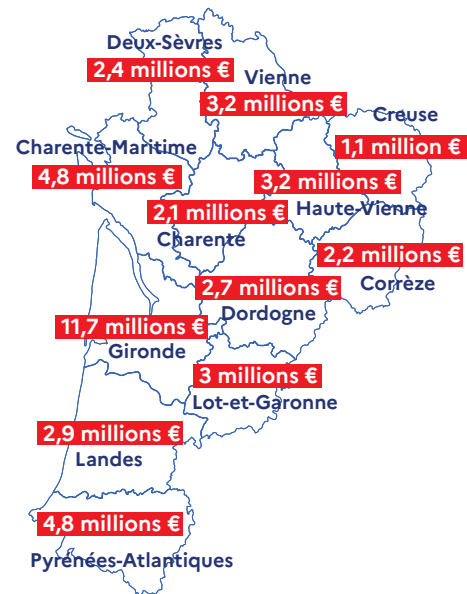 Deux-Sèvres
2,4 millions €
Vienne
3,2 millions €
Creuse
1,1 million €
Charente-Maritime
4,8 millions €
3,2 millions €
Haute-Vienne
2,1 millions €
Charente
2,2 millions €
Corrèze
2,7 millions €
Dordogne
11,7 millions €
Gironde
3 millions €
Lot-et-Garonne
2,9 millions €
Landes
4,8 millions €
Pyrénées-Atlantiques